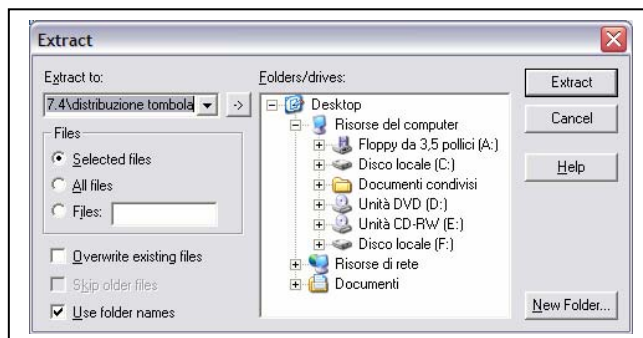 Extract
Extract to:
7.4\distribuzione tombola
->
Files
Selected files
All files
Files:
Overwrite existing files
Skip older files
Use folder names
Folders/drives:
Desktop
Risorse del computer
Floppy da 3,5 pollici (A:)
Disco locale (C:)
Documenti condivisi
Unità DVD (D:)
Unità CD-RW (E:)
Disco locale (F:)
Risorse di rete
Documenti
Extract
Cancel
Help
New Folder...